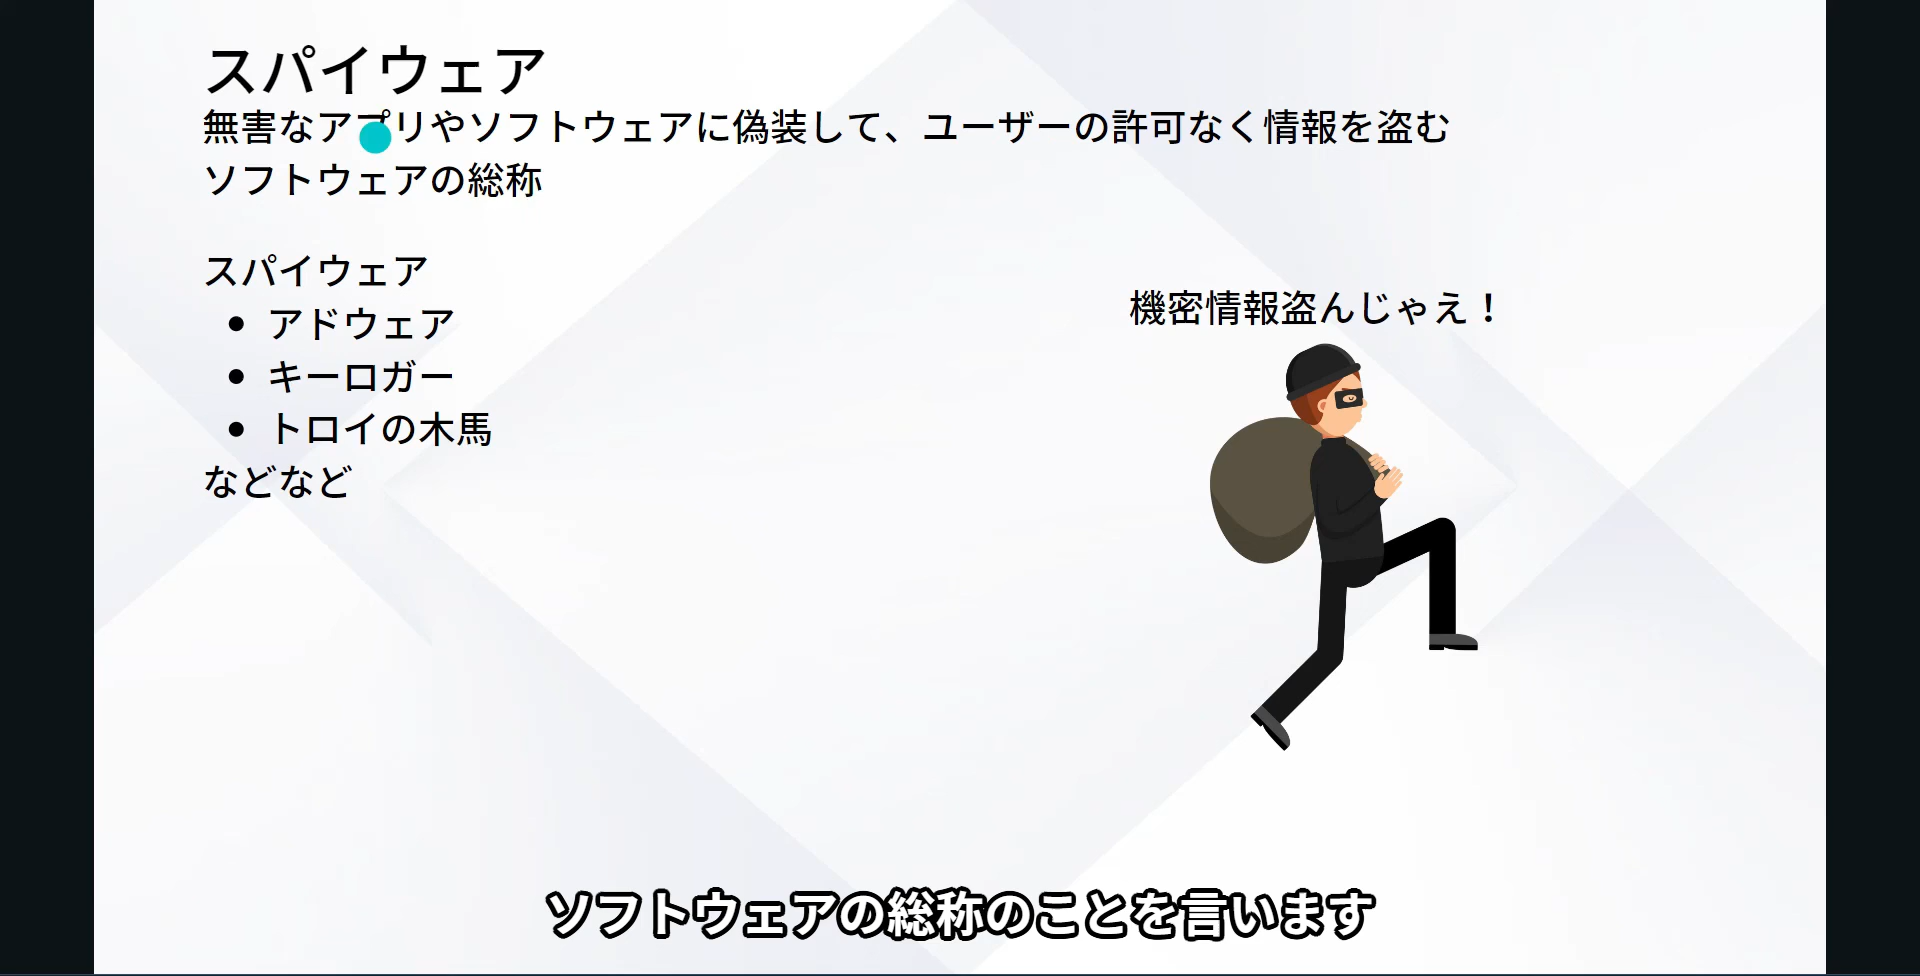 スパイウェア
無害なアプリやソフトウェアに偽装して、ユーザーの許可なく情報を盗む
ソフトウェアの総称
スパイウェア
• アドウェア
• キーロガー
• トロイの木馬
などなど
機密情報盗んじゃえ！
ソフトウェアの総称のことを言います